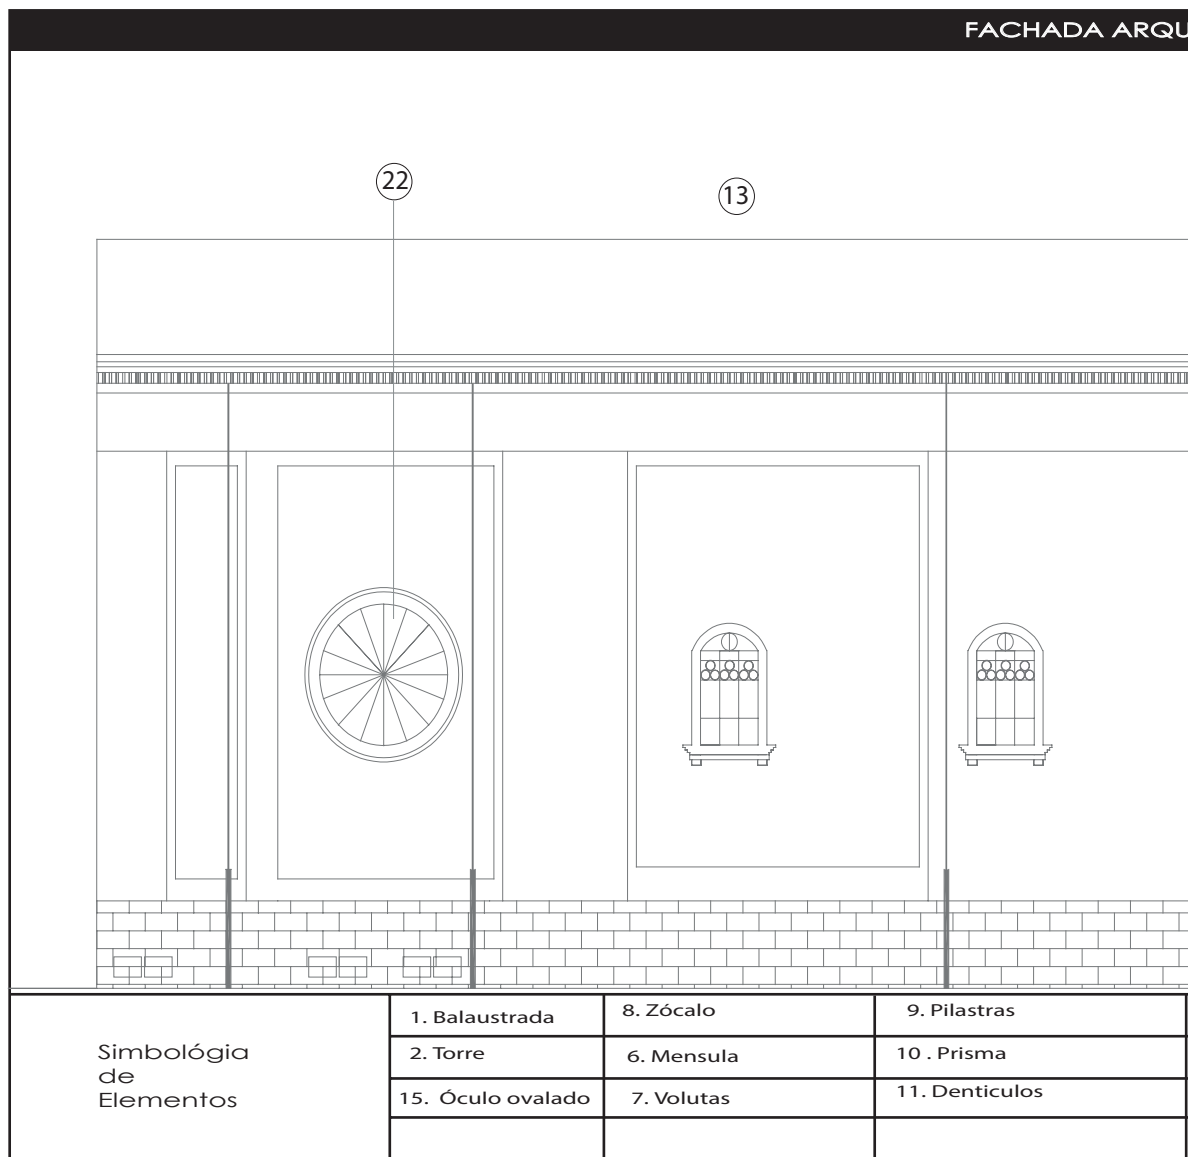 FACHADA ARQU
22
13
Simbológia
de
Elementos
1. Balaustrada
8. Zócalo
9. Pilastras
2. Torre
6. Mensula
10 . Prisma
15. Óculo ovalado
7. Volutas
11. Denticulos